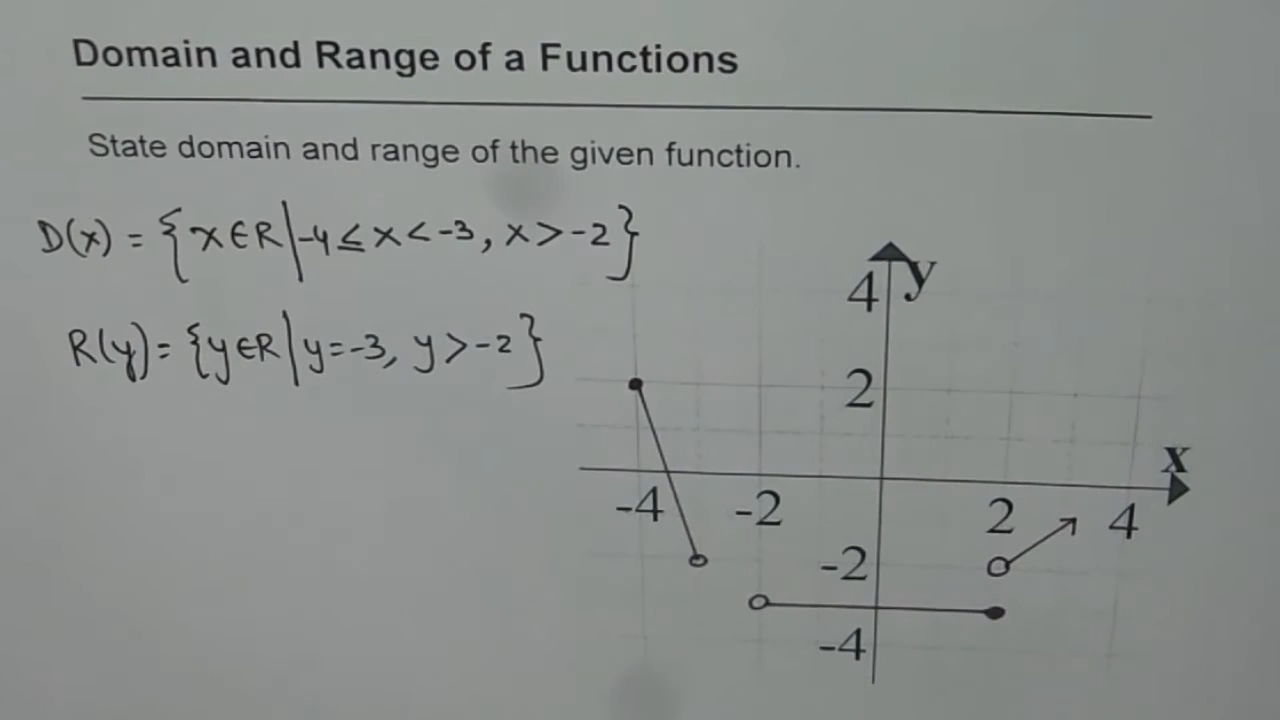 Domain and Range of a Functions
State domain and range of the given function.
D(x) = {x∈R|-4≤x<-3, x>-2}
R(y)= {y∈R|y=-3, y>-2}
4 y
2
x
-4 -2 2 4
-2
-4